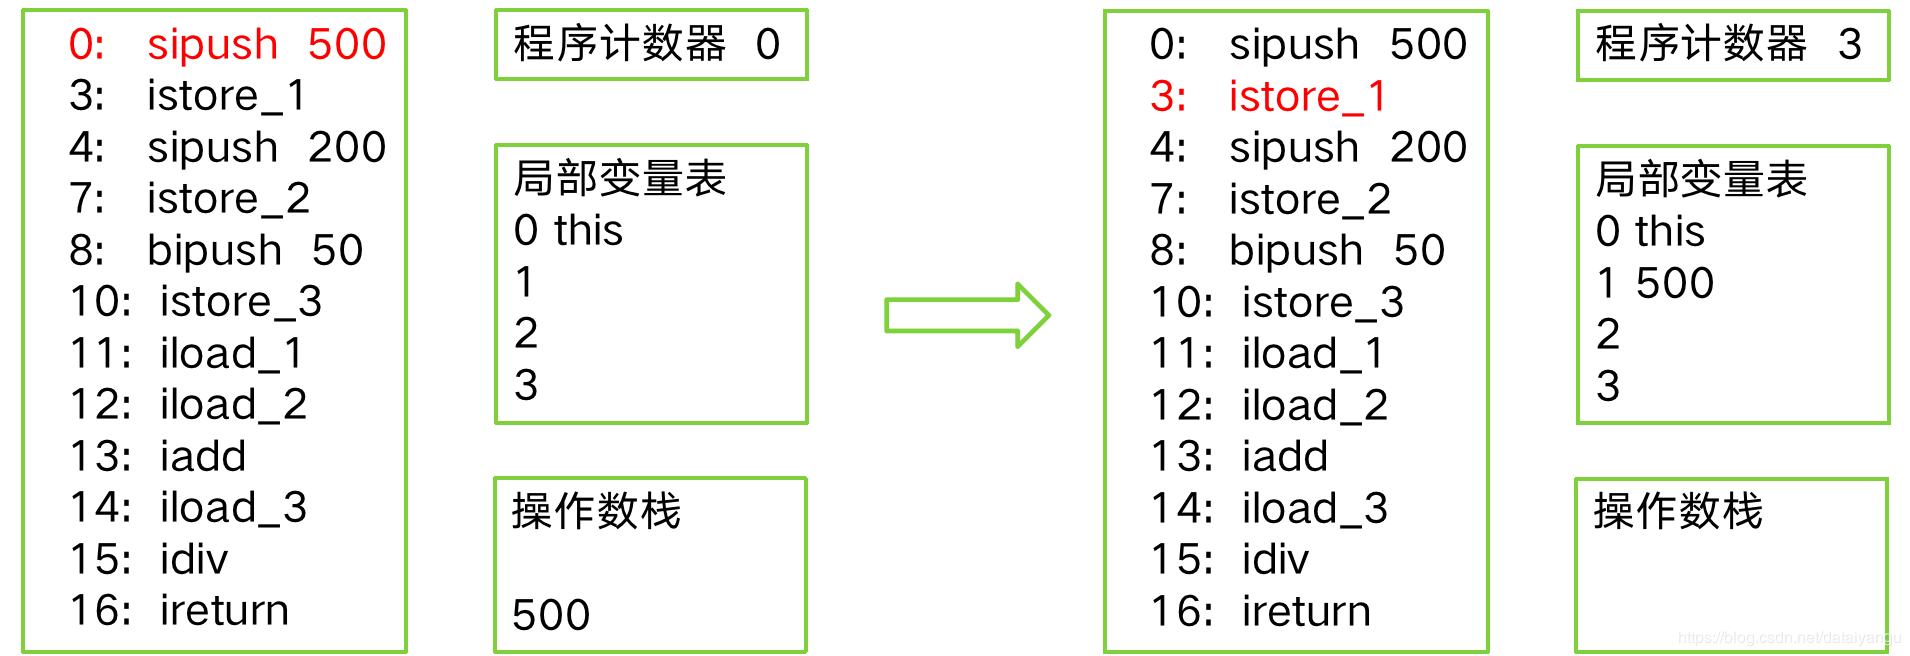 0: sipush 500
3: istore_1
4: sipush 200
7: istore_2
8: bipush 50
10: istore_3
11: iload_1
12: iload_2
13: iadd
14: iload_3
15: idiv
16: ireturn
程序计数器 0
局部变量表
0 this
1
2
3
操作数栈
500
0: sipush 500
3: istore_1
4: sipush 200
7: istore_2
8: bipush 50
10: istore_3
11: iload_1
12: iload_2
13: iadd
14: iload_3
15: idiv
16: ireturn
程序计数器 3
局部变量表
0 this
1 500
2
3
操作数栈
https://blog.csdn.net/dataiyangu